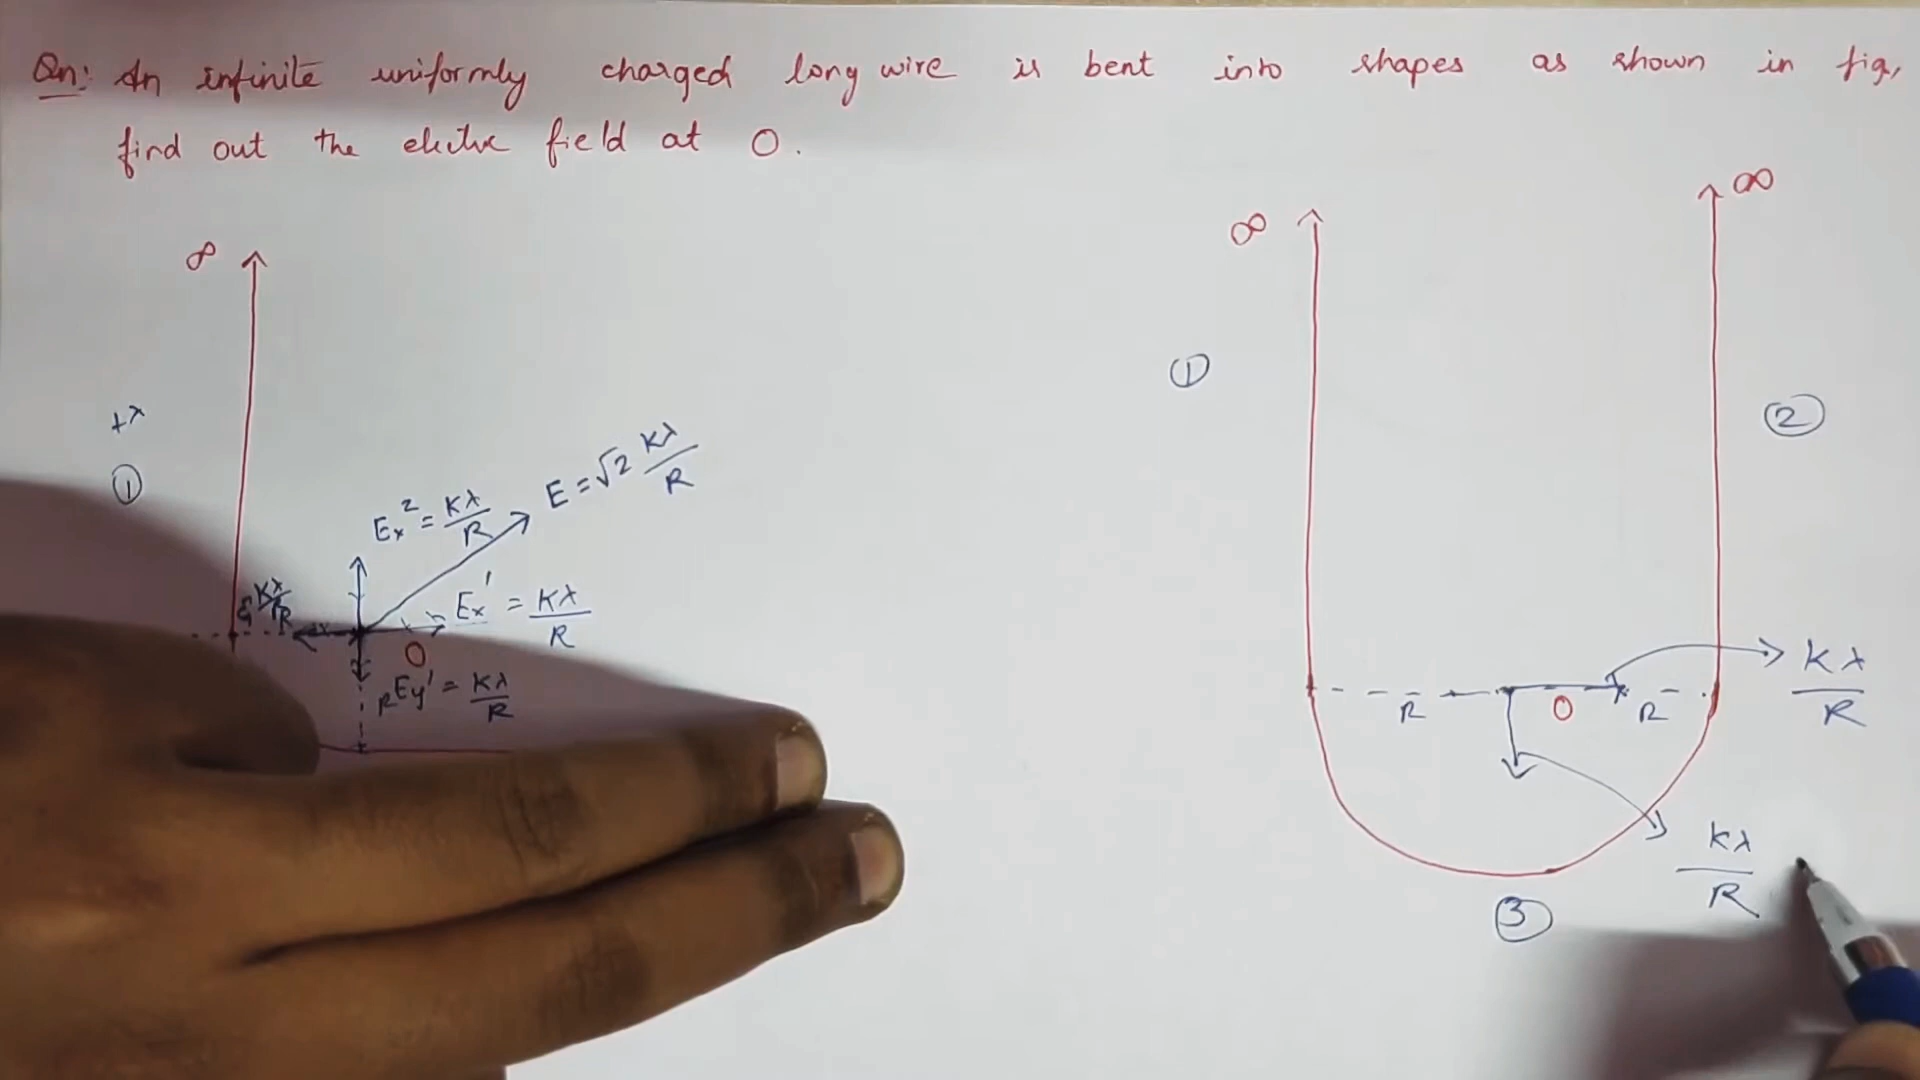 Qn: An infinite uniformly charged long wire is bent into shapes as shown in fig,
find out the electric field at O.
∞
+λ
①
Ex² = Kλ/R
E = √2 Kλ/R
Kλ/R
Ex' = Kλ/R
O
R Ey' = Kλ/R
∞
∞
①
②
R
O
R
Kλ/R
Kλ/R
③